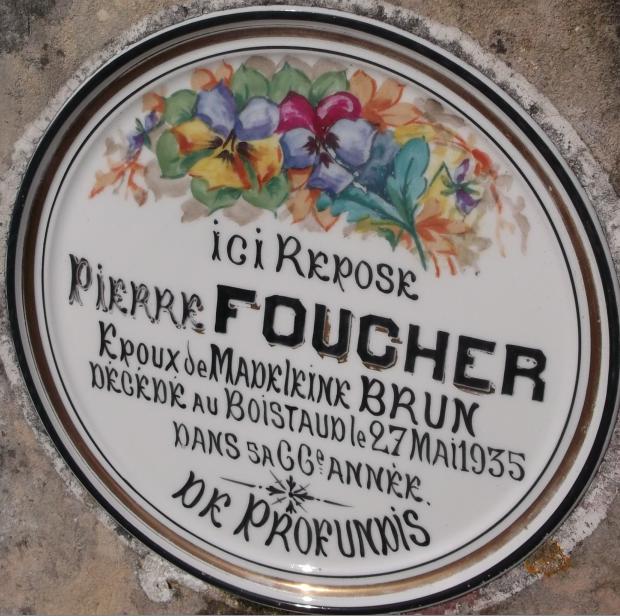 ici REPOSE
PIERRE FOUCHER
EPOUX de MADELEINE BRUN
DÉCÉDÉ AU BOISTAUD le 27 MAI 1935
DANS SA 66e ANNÉE.
DE PROFUNDIS